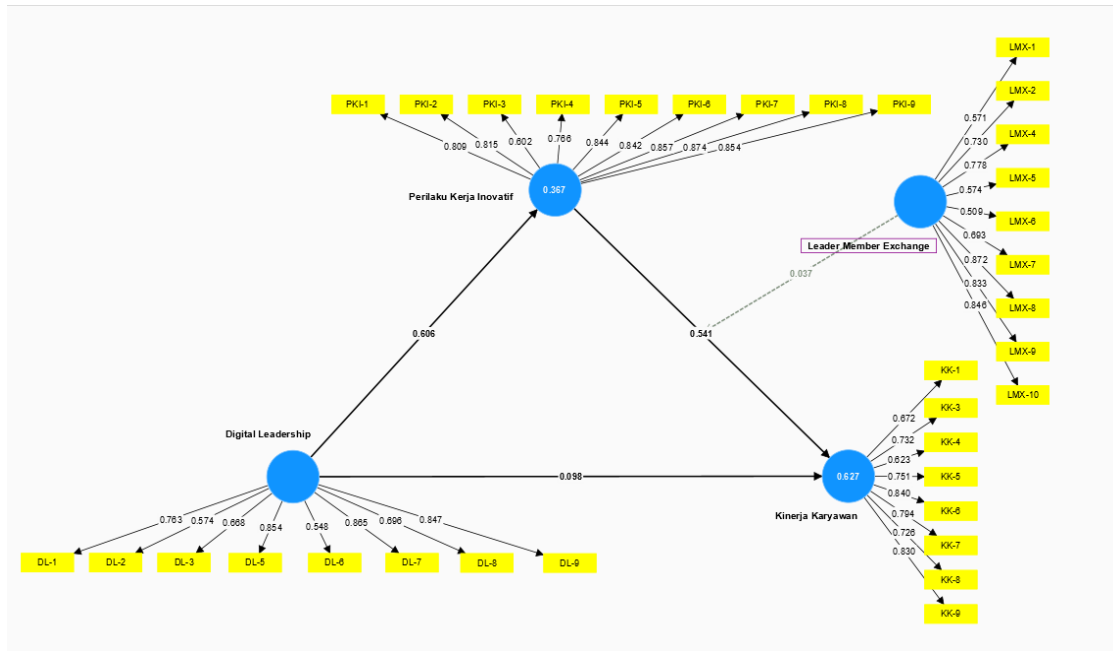 LMX-1
LMX-2
PKI-1 PKI-2 PKI-3 PKI-4 PKI-5 PKI-6 PKI-7 PKI-8 PKI-9
0.571
0.730
LMX-4
0.809 0.815 0.602 0.766 0.844 0.842 0.857 0.874 0.854
0.778
LMX-5
0.574
Perilaku Kerja Inovatif
0.367
0.509
LMX-6
0.693
Leader Member Exchange
0.872
LMX-7
0.037
0.833
0.846
LMX-8
0.606
0.541
LMX-9
KK-1
LMX-10
0.672
KK-3
Digital Leadership
0.732
KK-4
0.623
0.098
0.627
0.751
KK-5
0.840
KK-6
Kinerja Karyawan
0.794
0.763 0.574 0.668 0.854 0.548 0.865 0.696 0.847
0.726
KK-7
0.830
DL-1 DL-2 DL-3 DL-5 DL-6 DL-7 DL-8 DL-9
KK-8
KK-9